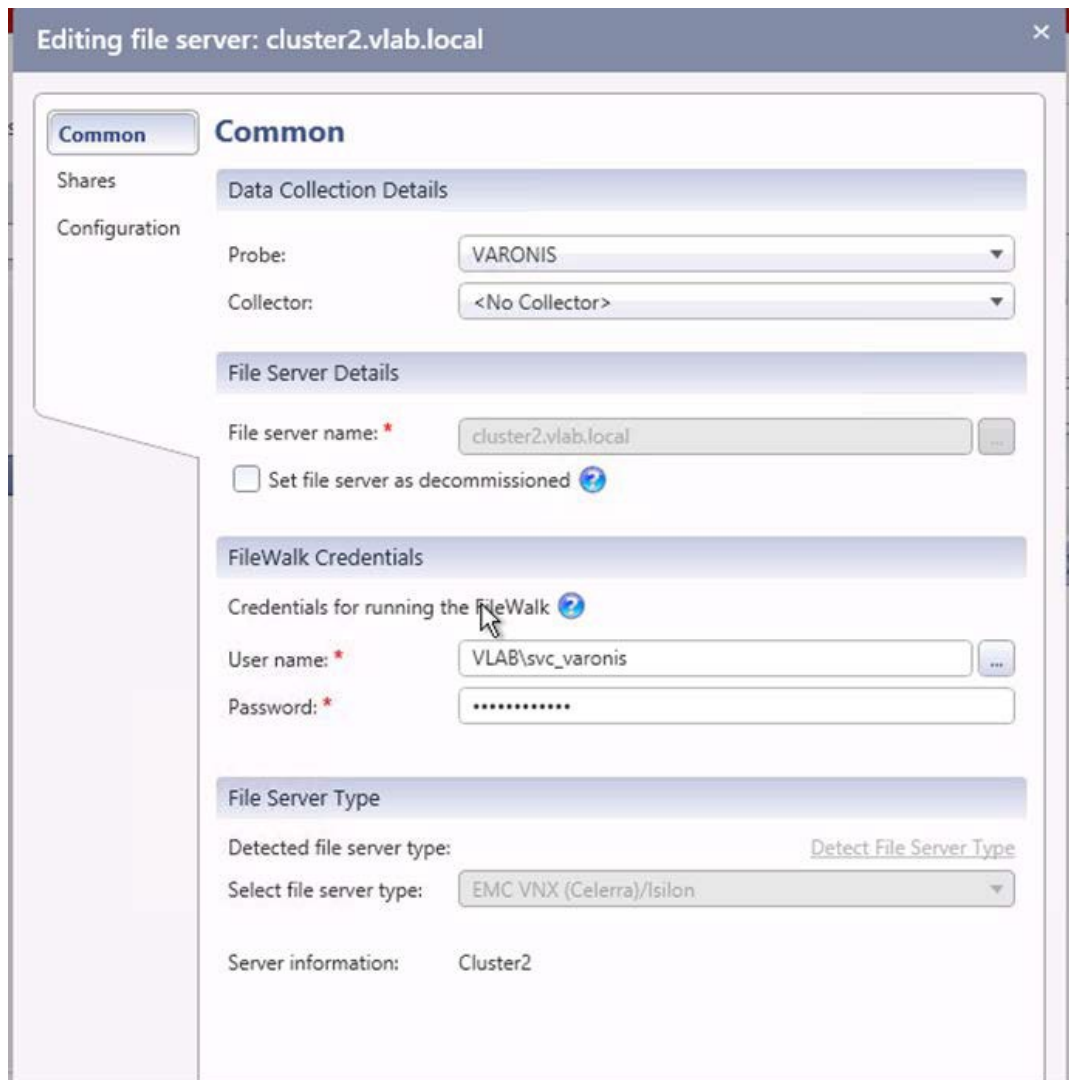 Editing file server: cluster2.vlab.local
Common
Shares
Configuration
Common
Data Collection Details
Probe: VARONIS
Collector: <No Collector>
File Server Details
File server name: * cluster2.vlab.local ...
Set file server as decommissioned ?
FileWalk Credentials
Credentials for running the FileWalk ?
User name: * VLAB\svc_varonis ...
Password: * ••••••••••••
File Server Type
Detected file server type: Detect File Server Type
Select file server type: EMC VNX (Celerra)/Isilon
Server information: Cluster2